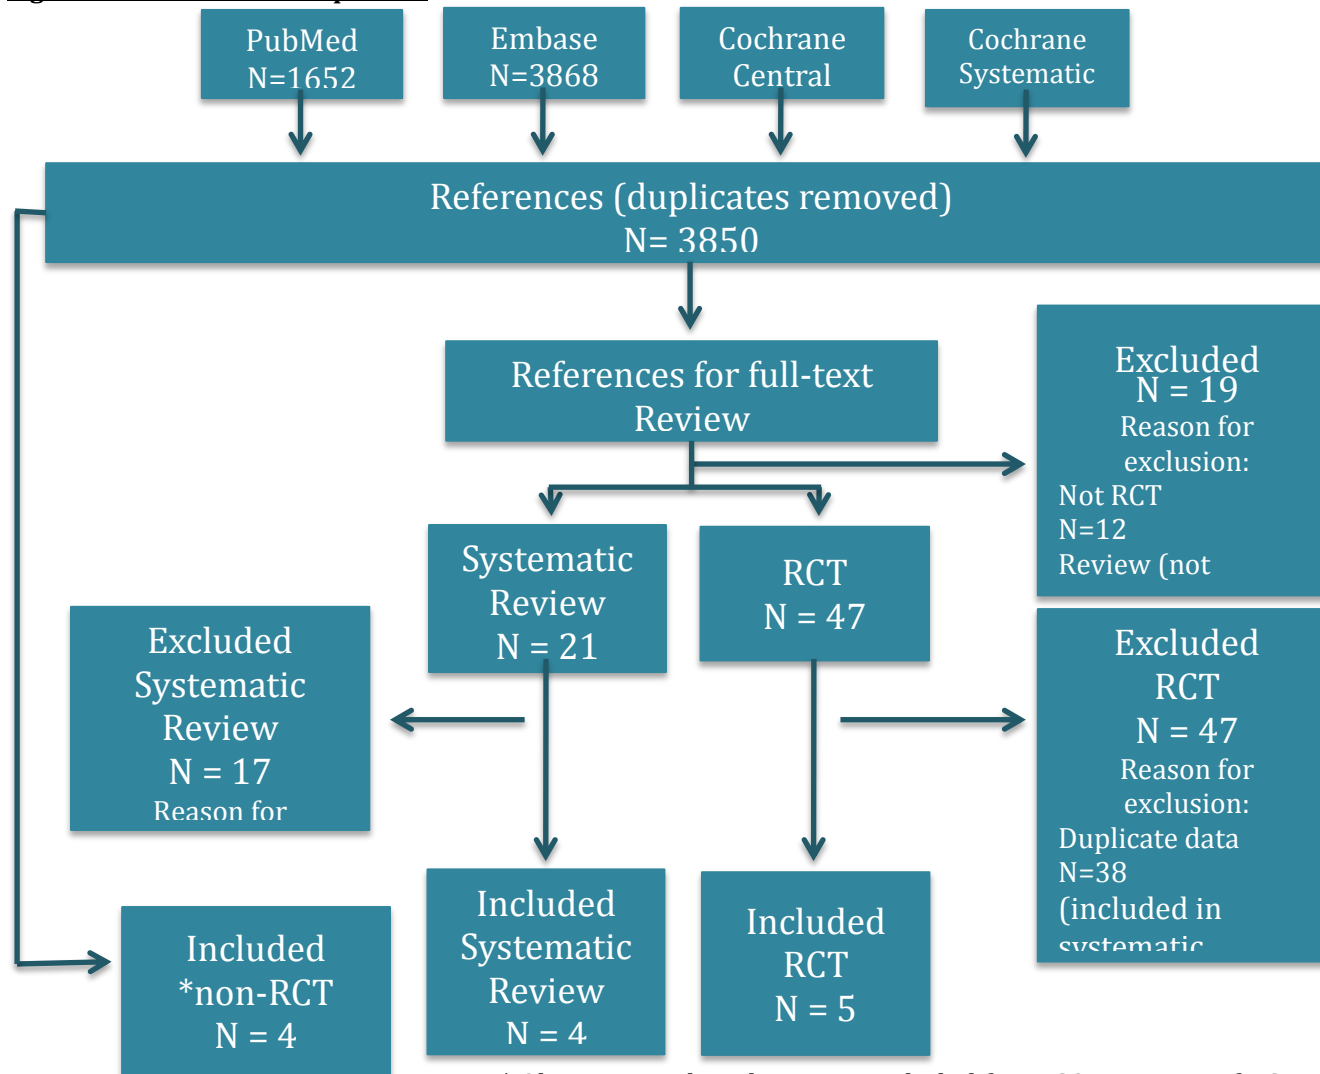 PubMed
N=1652
Embase
N=3868
Cochrane
Central
Cochrane
Systematic
References (duplicates removed)
N= 3850
References for full-text
Review
Excluded
N = 19
Reason for
exclusion:
Not RCT
N=12
Review (not
Systematic
Review
N = 21
RCT
N = 47
Excluded
Systematic
Review
N = 17
Reason for
Excluded
RCT
N = 47
Reason for
exclusion:
Duplicate data
N=38
(included in
systematic
Included
*non-RCT
N = 4
Included
Systematic
Review
N = 4
Included
RCT
N = 5